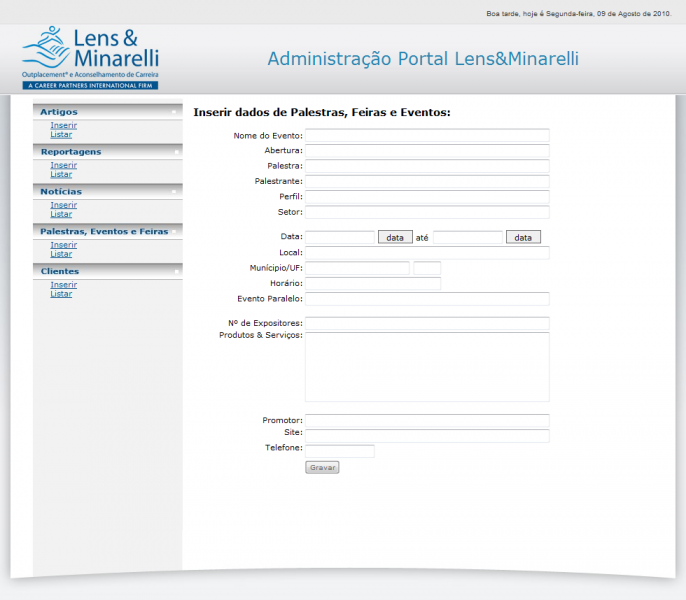 Boa tarde, hoje é Segunda-feira, 09 de Agosto de 2010.
Lens &
Minarelli
Outplacement® e Aconselhamento de Carreira
A CAREER PARTNERS INTERNATIONAL FIRM
Administração Portal Lens&Minarelli
Artigos
Inserir
Listar
Reportagens
Inserir
Listar
Notícias
Inserir
Listar
Palestras, Eventos e Feiras
Inserir
Listar
Clientes
Inserir
Listar
Inserir dados de Palestras, Feiras e Eventos:
Nome do Evento:
Abertura:
Palestra:
Palestrante:
Perfil:
Setor:
Data: data até data
Local:
Munícipio/UF:
Horário:
Evento Paralelo:
Nº de Expositores:
Produtos & Serviços:
Promotor:
Site:
Telefone:
Gravar